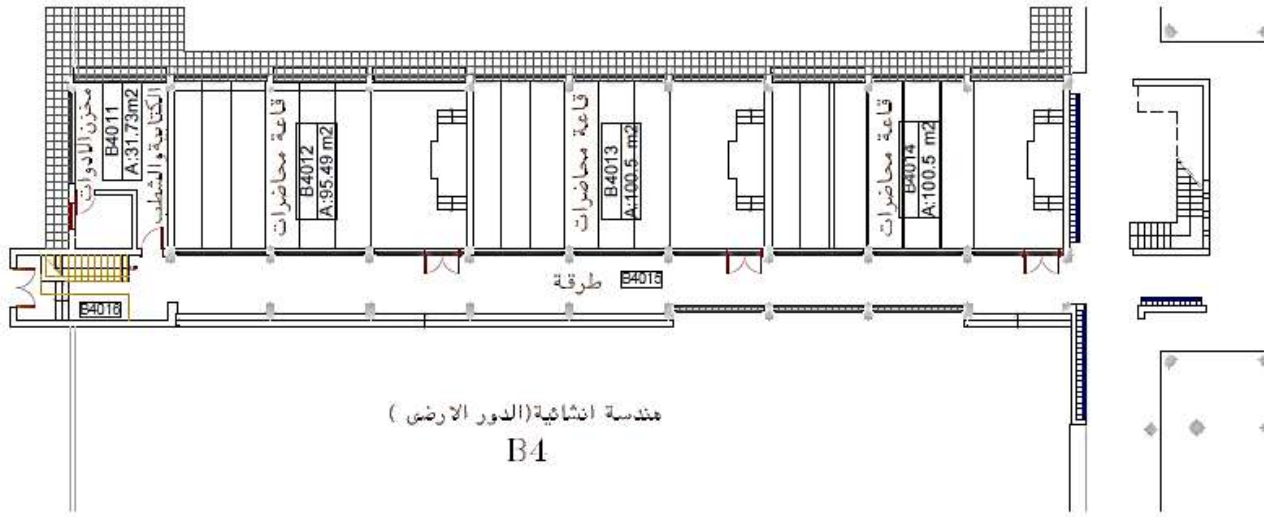 مخزن الادوات
B4011
A:31.73m2
الكتابية والشطب
قاعة محاضرات
B4012
A:95.49 m2
قاعة محاضرات
B4013
A:100.5 m2
قاعة محاضرات
B4014
A:100.5 m2
طرقة
B4015
B4016
هندسة انشائية(الدور الارضى )
B4